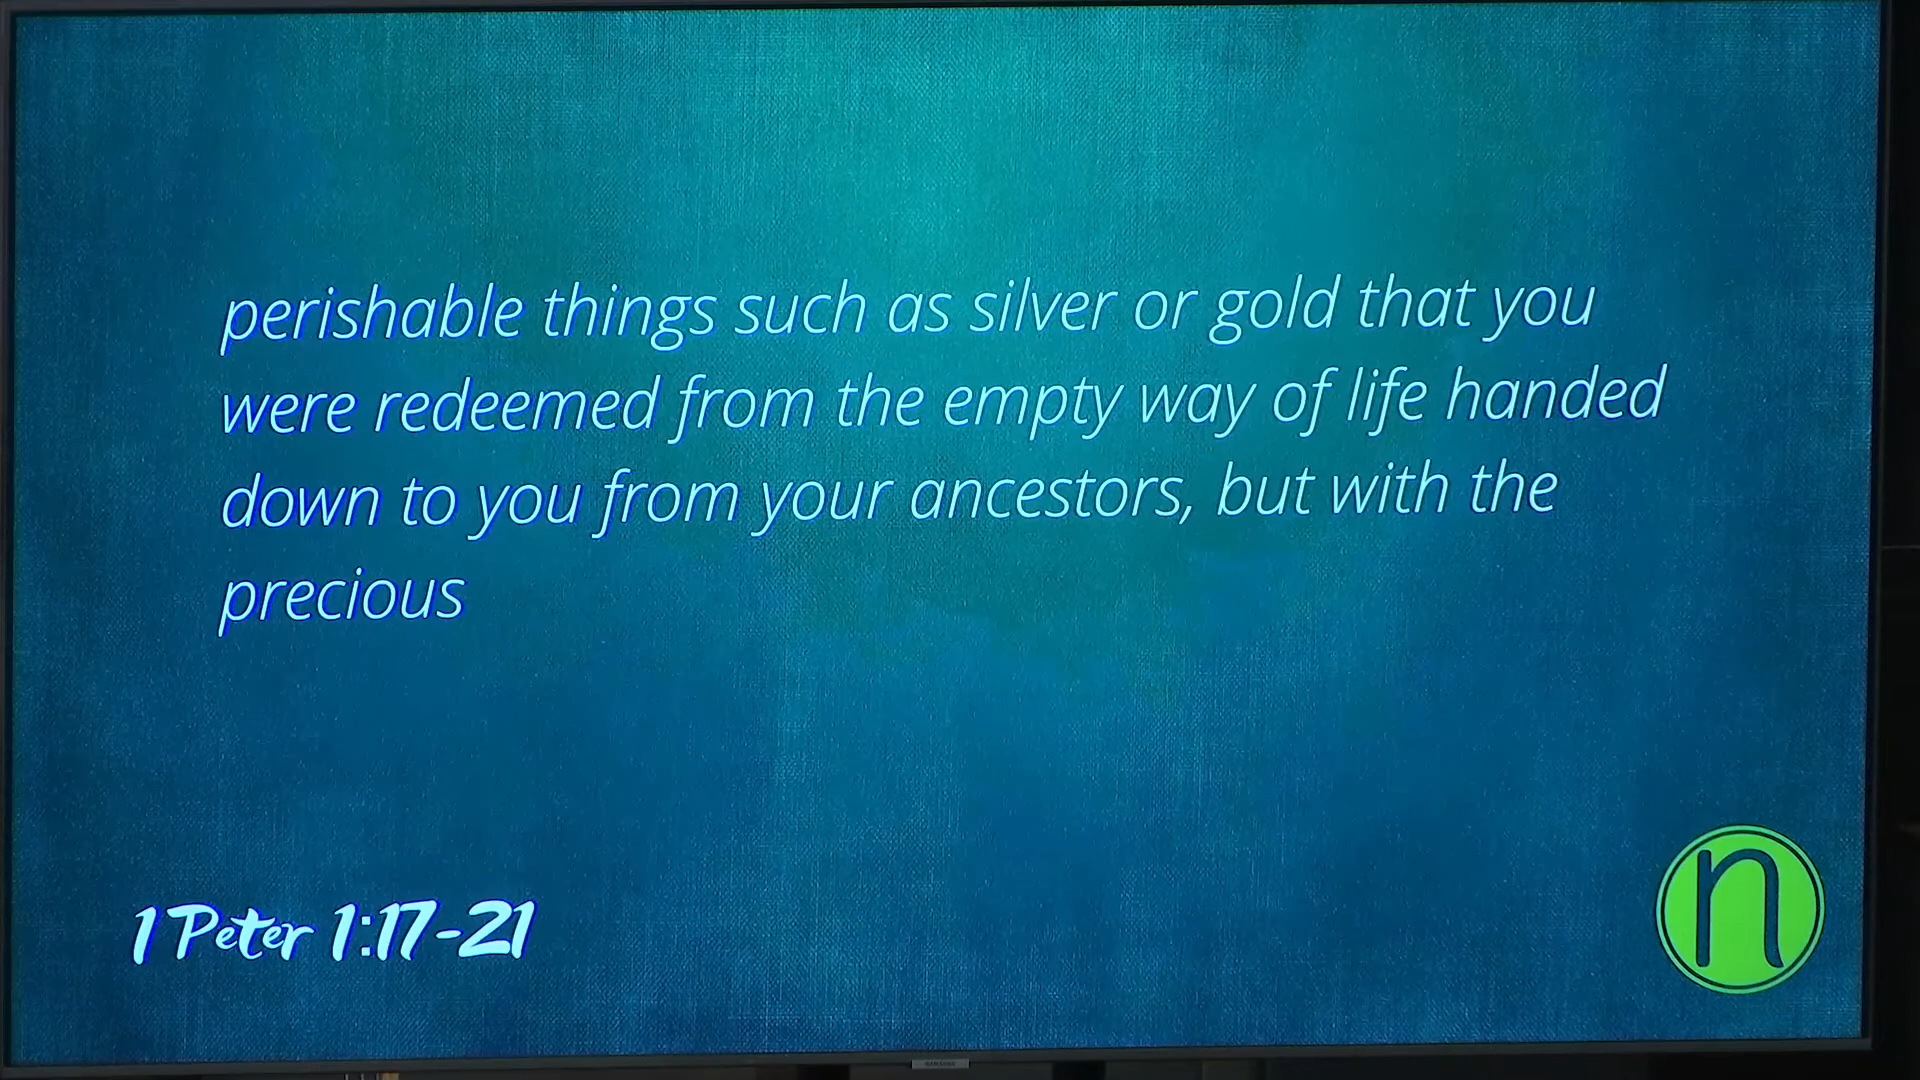 perishable things such as silver or gold that you
were redeemed from the empty way of life handed
down to you from your ancestors, but with the
precious
1 Peter 1:17-21
n
SAMSUNG